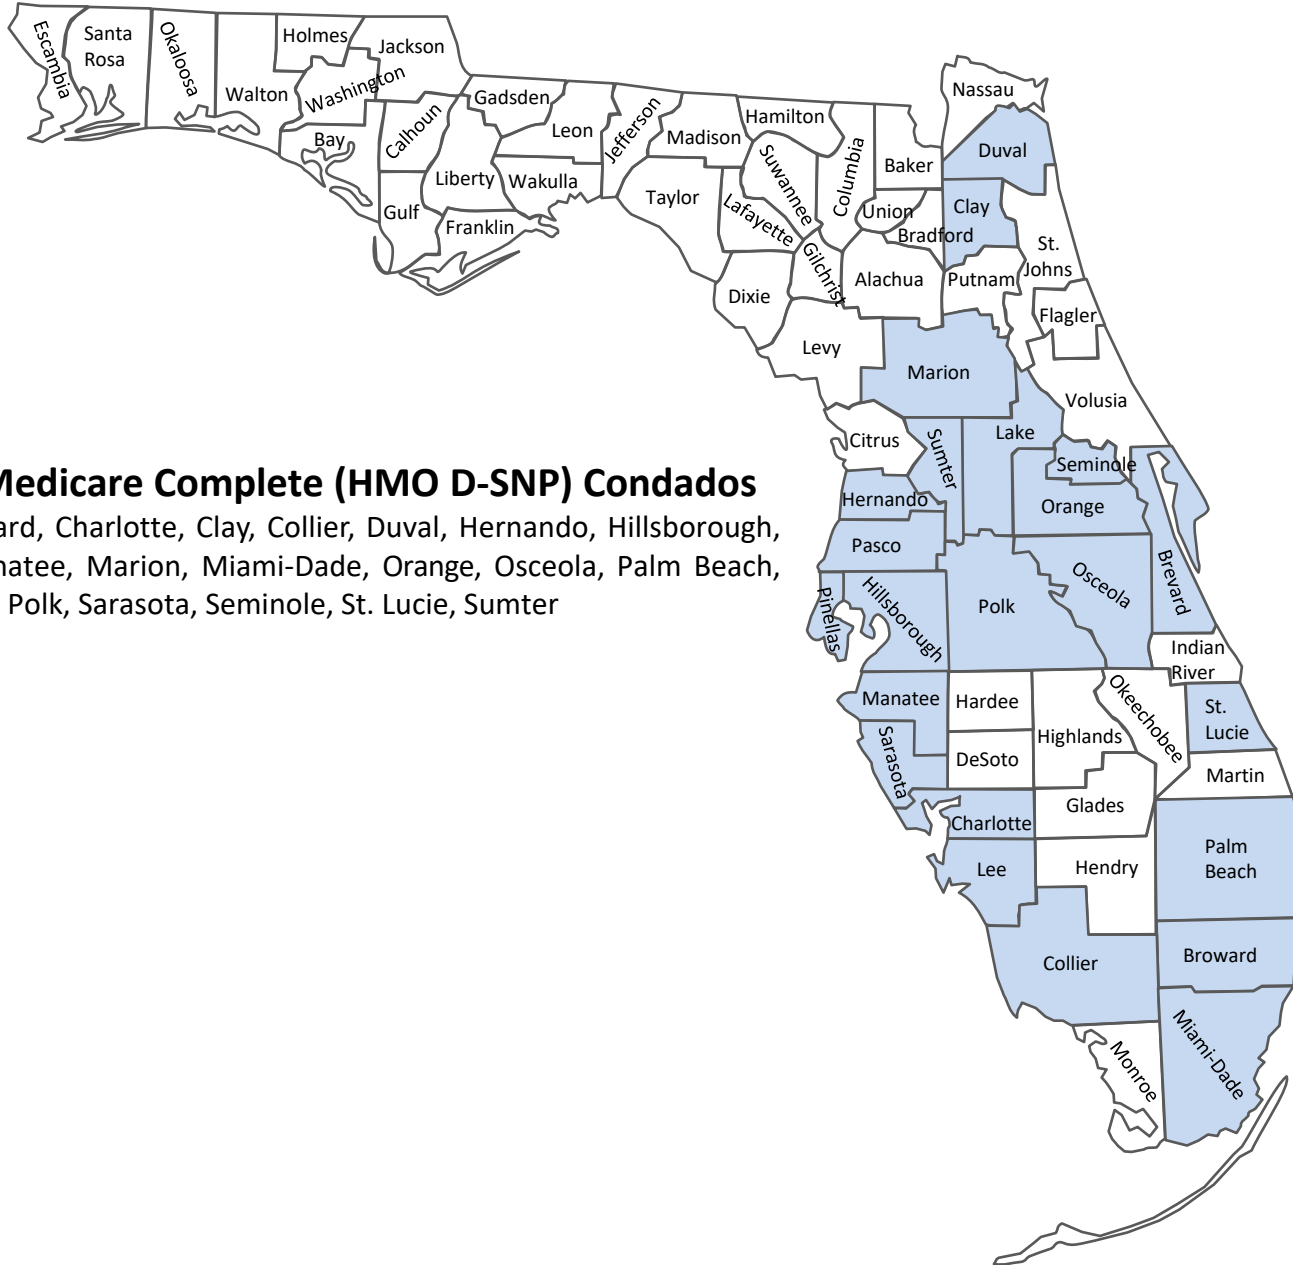 Escambia
Santa
Rosa
Okaloosa
Walton
Holmes
Jackson
Washington
Bay
Calhoun
Gulf
Liberty
Gadsden
Leon
Wakulla
Franklin
Jefferson
Madison
Taylor
Hamilton
Suwannee
Lafayette
Dixie
Columbia
Gilchrist
Levy
Baker
Union
Bradford
Alachua
Nassau
Duval
Clay
Putnam
St.
Johns
Flagler
Marion
Volusia
Citrus
Sumter
Lake
Seminole
Hernando
Orange
Pasco
Medicare Complete (HMO D-SNP) Condados
Charlotte, Clay, Collier, Duval, Hernando, Hillsborough,
Marion, Miami-Dade, Orange, Osceola, Palm Beach,
Polk, Sarasota, Seminole, St. Lucie, Sumter
Pinellas
Hillsborough
Polk
Osceola
Brevard
Indian
River
Manatee
Hardee
Highlands
Okeechobee
St.
Lucie
Sarasota
DeSoto
Martin
Charlotte
Glades
Lee
Hendry
Palm
Beach
Collier
Broward
Monroe
Miami-Dade